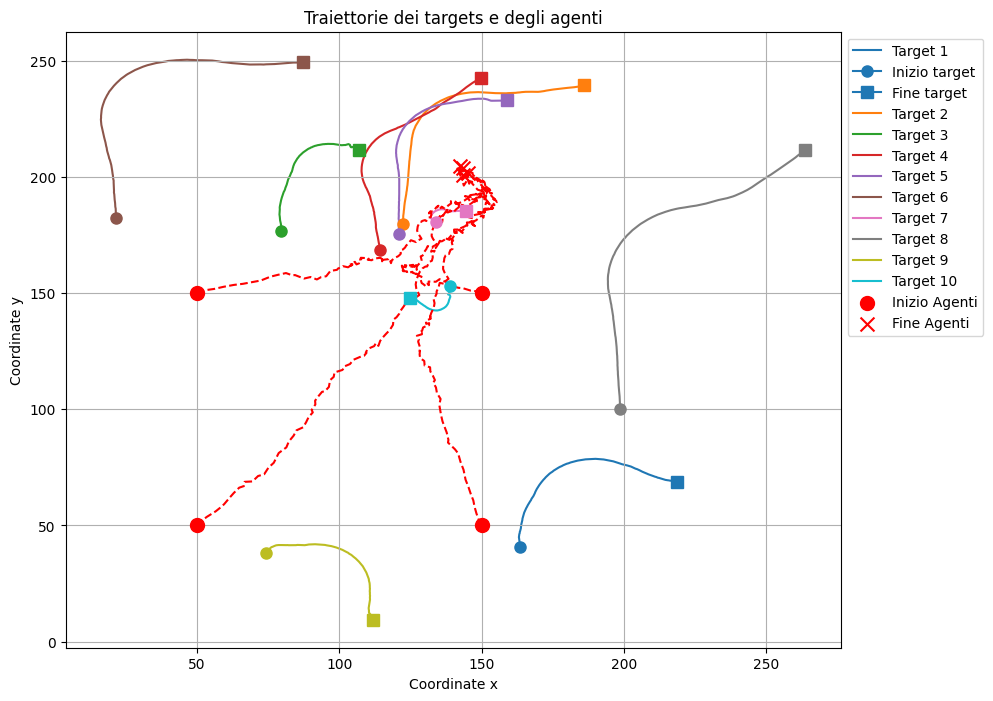 Traiettorie dei targets e degli agenti
Coordinate y
250
200
150
100
50
0
50
100
150
200
250
Coordinate x
Target 1
Inizio target
Fine target
Target 2
Target 3
Target 4
Target 5
Target 6
Target 7
Target 8
Target 9
Target 10
Inizio Agenti
Fine Agenti